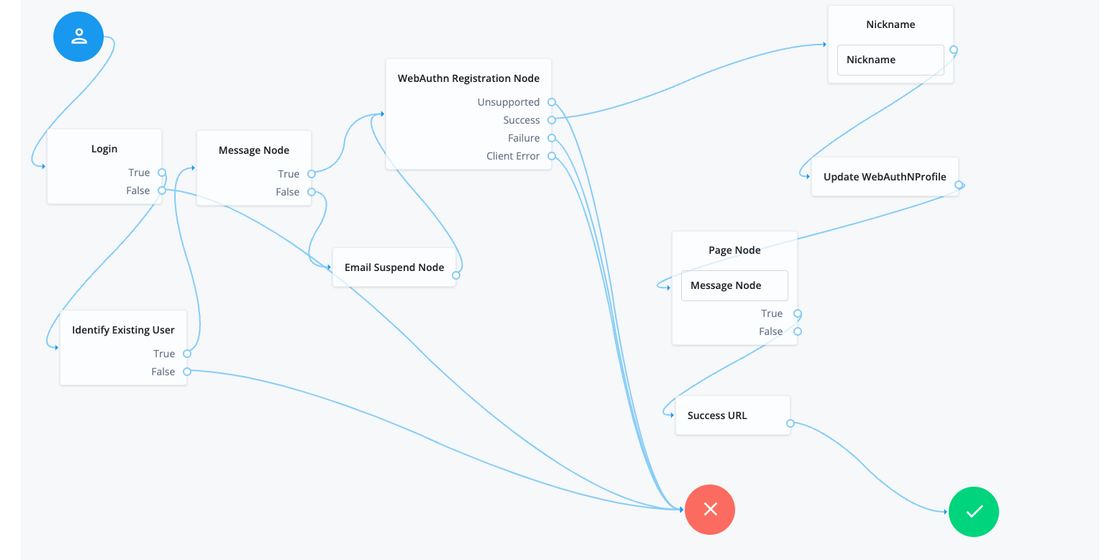 Nickname
Nickname
WebAuthn Registration Node
Unsupported
Success
Failure
Client Error
Login
True
False
Message Node
True
False
Update WebAuthNProfile
Email Suspend Node
Page Node
Message Node
True
False
Identify Existing User
True
False
Success URL